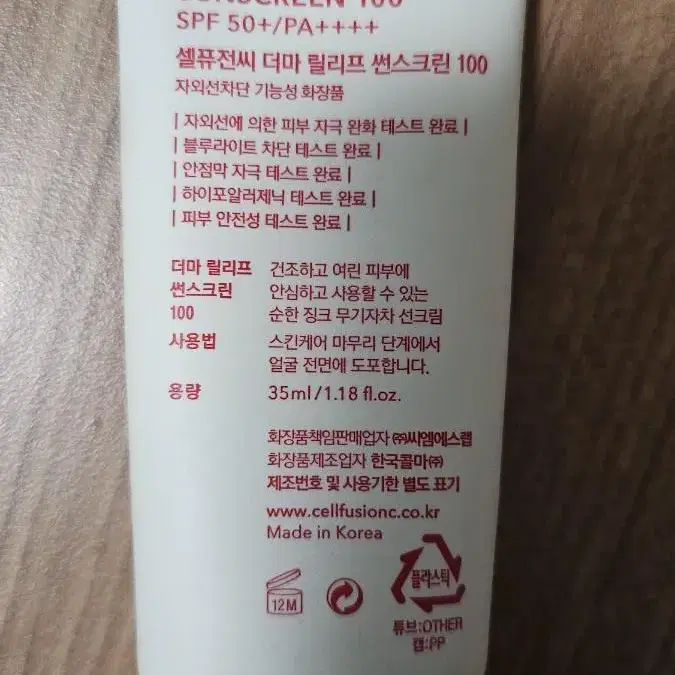 SUNSCREEN 100
SPF 50+/PA++++
셀퓨전씨 더마 릴리프 썬스크린 100
자외선차단 기능성 화장품
| 자외선에 의한 피부 자극 완화 테스트 완료 |
| 블루라이트 차단 테스트 완료 |
| 안점막 자극 테스트 완료 |
| 하이포알러제닉 테스트 완료 |
| 피부 안전성 테스트 완료 |
더마 릴리프 건조하고 여린 피부에
썬스크린 안심하고 사용할 수 있는
100 순한 징크 무기자차 선크림
사용법 스킨케어 마무리 단계에서
얼굴 전면에 도포합니다.
용량 35ml/1.18 fl.oz.
화장품책임판매업자 ㈜씨엠에스랩
화장품제조업자 한국콜마㈜
제조번호 및 사용기한 별도 표기
www.cellfusionc.co.kr
Made in Korea
12M
플라스틱
튜브:OTHER
캡:PP